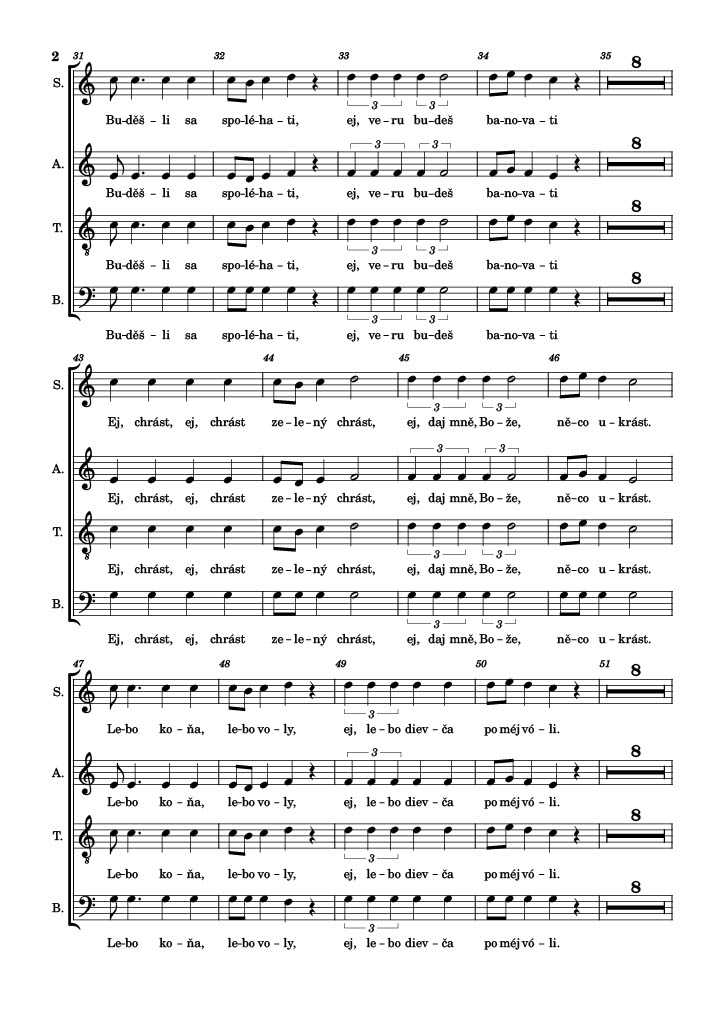 2
31 32 33 34 35
8
S.
Bu-děš-li sa spo-lé-ha-ti, ej, ve-ru bu-deš ba-no-va-ti
3 3
8
A.
Bu-děš-li sa spo-lé-ha-ti, ej, ve-ru bu-deš ba-no-va-ti
3 3
8
T.
8
Bu-děš-li sa spo-lé-ha-ti, ej, ve-ru bu-deš ba-no-va-ti
3 3
8
B.
Bu-děš-li sa spo-lé-ha-ti, ej, ve-ru bu-deš ba-no-va-ti
3 3
43 44 45 46
S.
3 3
Ej, chrást, ej, chrást ze-le-ný chrást, ej, daj mně, Bo-že, ně-co u-krást.
3 3
A.
Ej, chrást, ej, chrást ze-le-ný chrást, ej, daj mně, Bo-že, ně-co u-krást.
T.
8
3 3
Ej, chrást, ej, chrást ze-le-ný chrást, ej, daj mně, Bo-že, ně-co u-krást.
B.
3 3
Ej, chrást, ej, chrást ze-le-ný chrást, ej, daj mně, Bo-že, ně-co u-krást.
47 48 49 50 51
8
S.
3
Le-bo ko-ňa, le-bo vo-ly, ej, le-bo diev-ča po méj vó-li.
3
8
A.
Le-bo ko-ňa, le-bo vo-ly, ej, le-bo diev-ča po méj vó-li.
8
T.
8
3
Le-bo ko-ňa, le-bo vo-ly, ej, le-bo diev-ča po méj vó-li.
8
B.
3
Le-bo ko-ňa, le-bo vo-ly, ej, le-bo diev-ča po méj vó-li.